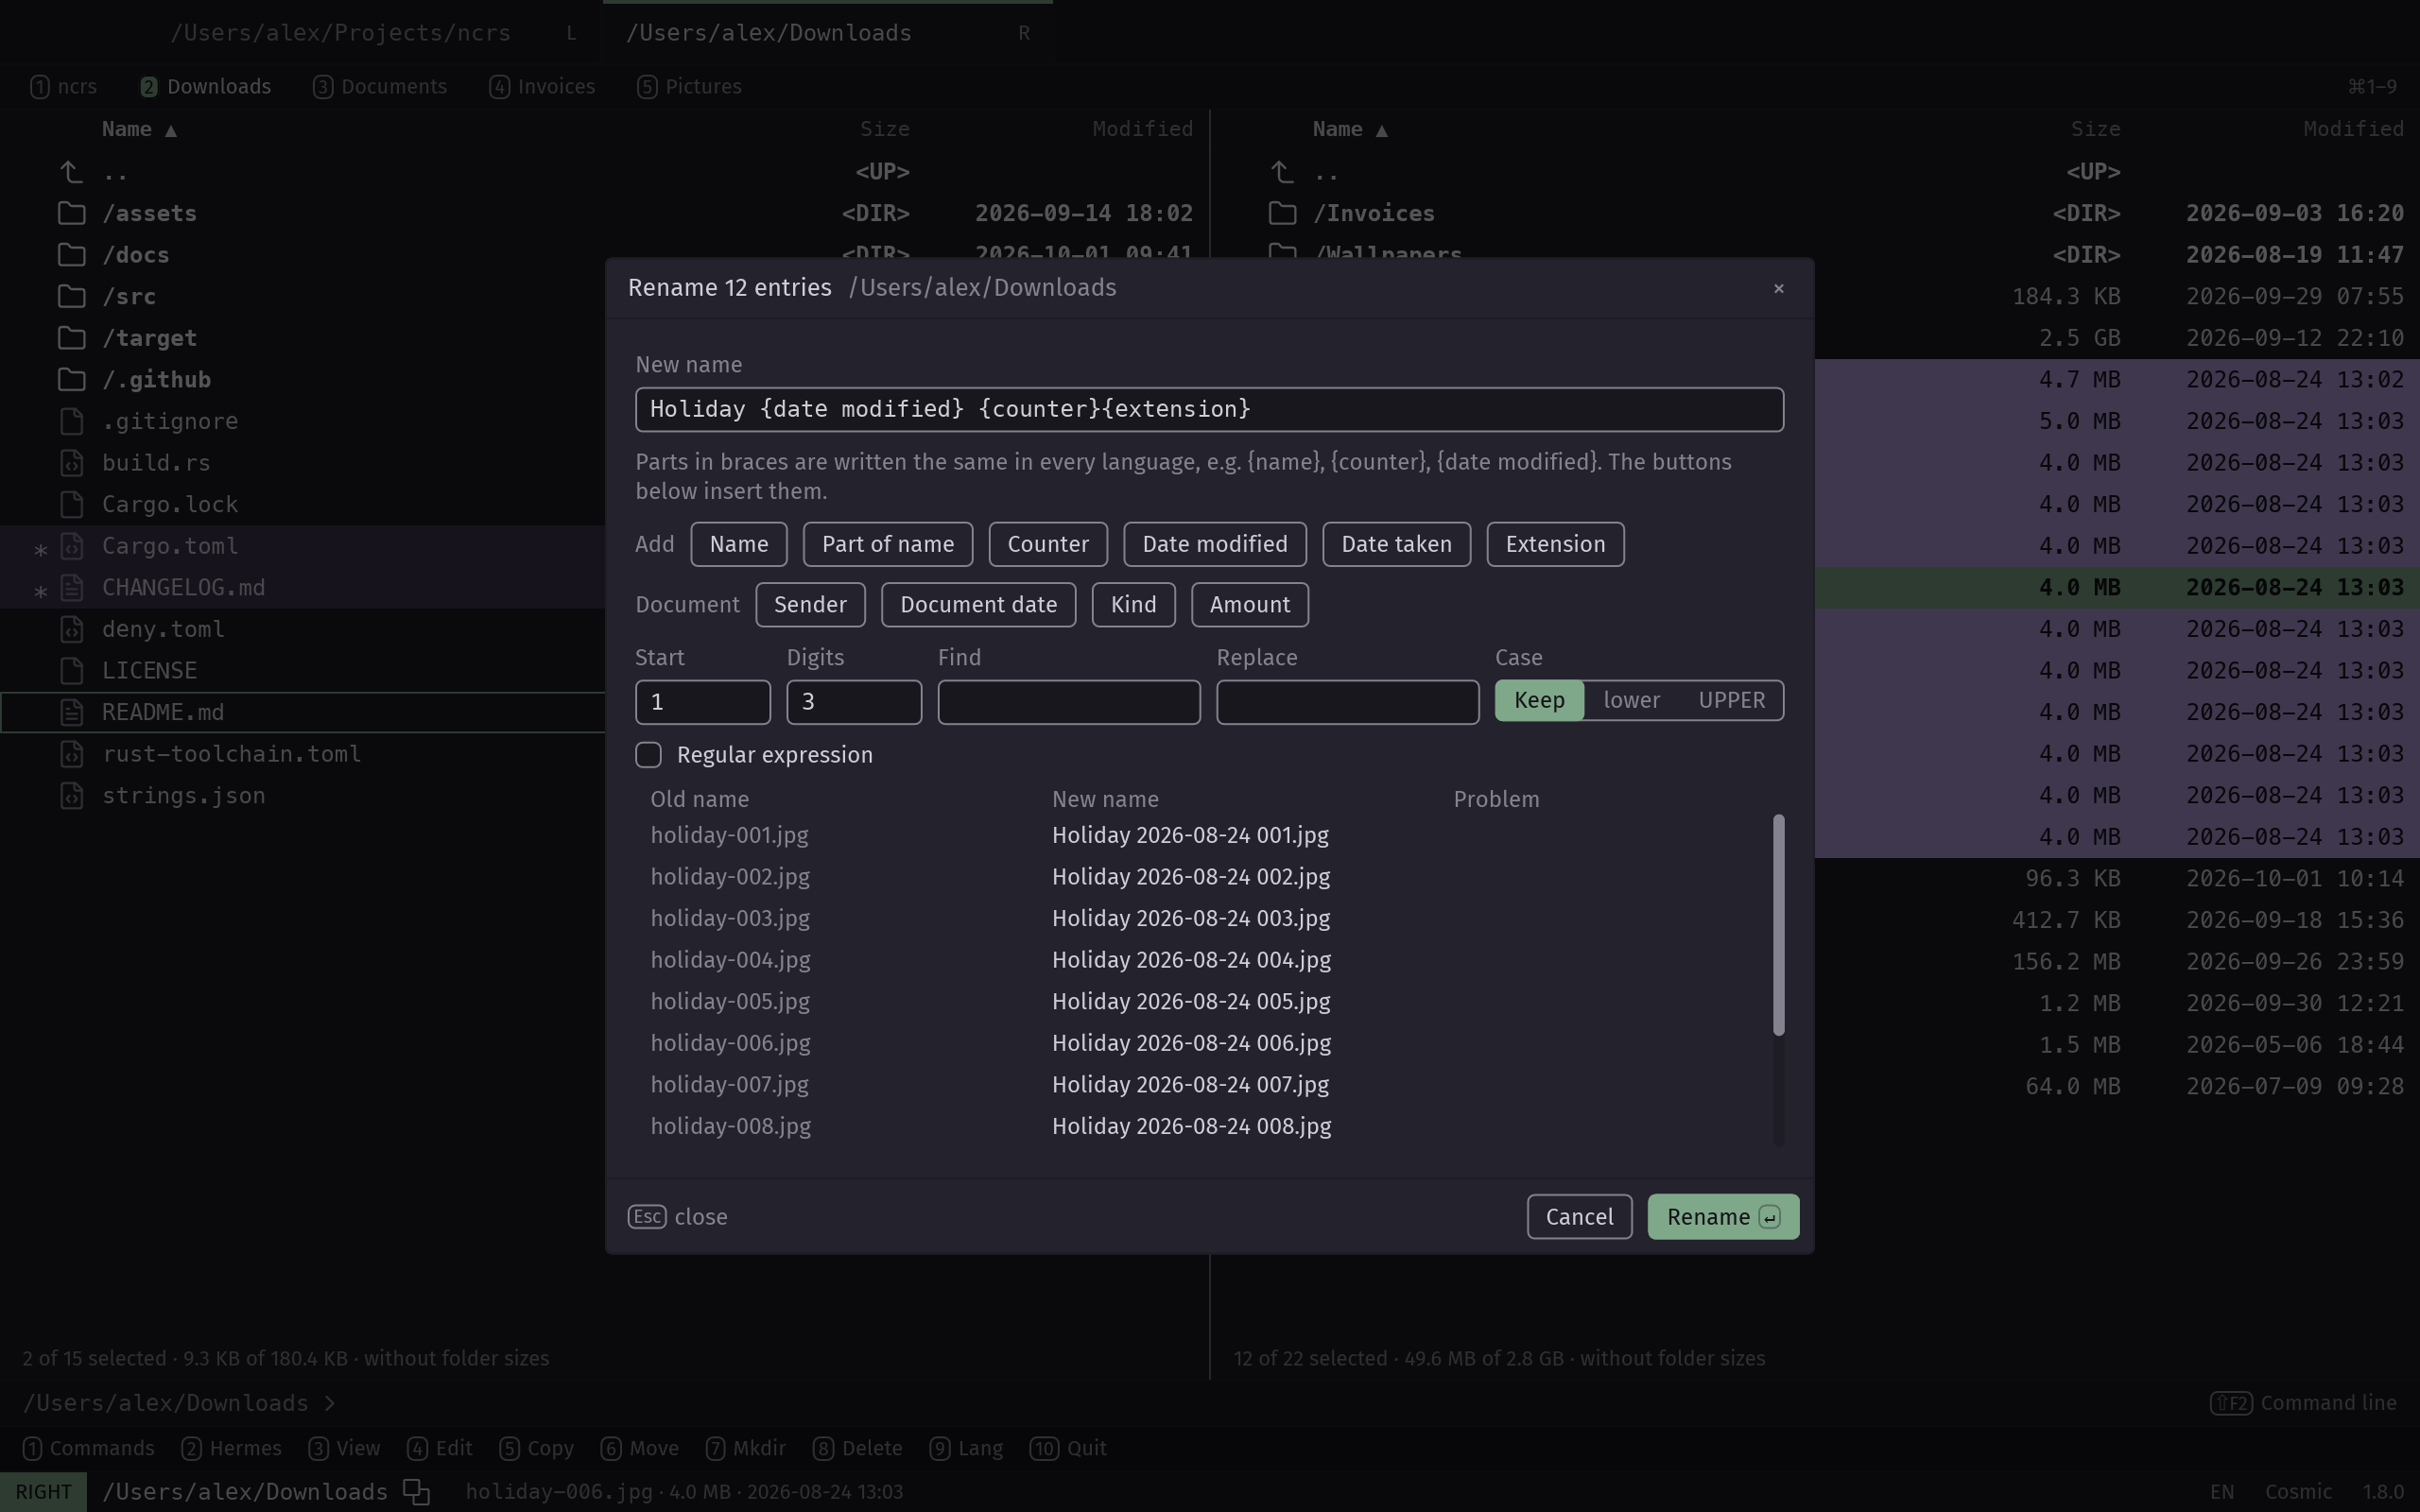 /Users/alex/Projects/ncrs L /Users/alex/Downloads R
1 ncrs 2 Downloads 3 Documents 4 Invoices 5 Pictures ⌘1–9
Name ▲ Size Modified Name ▲ Size Modified
.. <UP> .. <UP>
/assets <DIR> 2026-09-14 18:02 /Invoices <DIR> 2026-09-03 16:20
/docs <DIR> 2026-10-01 09:41 /Wallpapers <DIR> 2026-08-19 11:47
/src 184.3 KB 2026-09-29 07:55
/target 2.5 GB 2026-09-12 22:10
/.github 4.7 MB 2026-08-24 13:02
.gitignore 5.0 MB 2026-08-24 13:03
build.rs 4.0 MB 2026-08-24 13:03
Cargo.lock 4.0 MB 2026-08-24 13:03
* Cargo.toml 4.0 MB 2026-08-24 13:03
* CHANGELOG.md 4.0 MB 2026-08-24 13:03
deny.toml 4.0 MB 2026-08-24 13:03
LICENSE 4.0 MB 2026-08-24 13:03
README.md 4.0 MB 2026-08-24 13:03
rust-toolchain.toml 4.0 MB 2026-08-24 13:03
strings.json 4.0 MB 2026-08-24 13:03
4.0 MB 2026-08-24 13:03
96.3 KB 2026-10-01 10:14
412.7 KB 2026-09-18 15:36
156.2 MB 2026-09-26 23:59
1.2 MB 2026-09-30 12:21
1.5 MB 2026-05-06 18:44
64.0 MB 2026-07-09 09:28
Rename 12 entries /Users/alex/Downloads ×
New name
Holiday {date modified} {counter}{extension}
Parts in braces are written the same in every language, e.g. {name}, {counter}, {date modified}. The buttons
below insert them.
Add Name Part of name Counter Date modified Date taken Extension
Document Sender Document date Kind Amount
Start Digits Find Replace Case
1 3 Keep lower UPPER
Regular expression
Old name New name Problem
holiday-001.jpg Holiday 2026-08-24 001.jpg
holiday-002.jpg Holiday 2026-08-24 002.jpg
holiday-003.jpg Holiday 2026-08-24 003.jpg
holiday-004.jpg Holiday 2026-08-24 004.jpg
holiday-005.jpg Holiday 2026-08-24 005.jpg
holiday-006.jpg Holiday 2026-08-24 006.jpg
holiday-007.jpg Holiday 2026-08-24 007.jpg
holiday-008.jpg Holiday 2026-08-24 008.jpg
Esc close Cancel Rename ↵
2 of 15 selected · 9.3 KB of 180.4 KB · without folder sizes 12 of 22 selected · 49.6 MB of 2.8 GB · without folder sizes
/Users/alex/Downloads > ⇧F2 Command line
1 Commands 2 Hermes 3 View 4 Edit 5 Copy 6 Move 7 Mkdir 8 Delete 9 Lang 10 Quit
RIGHT /Users/alex/Downloads holiday-006.jpg · 4.0 MB · 2026-08-24 13:03 EN Cosmic 1.8.0